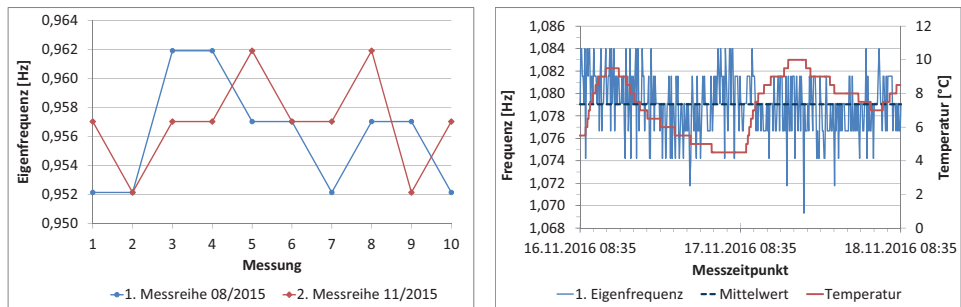 0,964
0,962
0,960
0,958
0,956
0,954
0,952
0,950
Eigenfrequenz [Hz]
1 2 3 4 5 6 7 8 9 10
Messung
1. Messreihe 08/2015 2. Messreihe 11/2015
1,086
1,084
1,082
1,080
1,078
1,076
1,074
1,072
1,070
1,068
Frequenz [Hz]
12
10
8
6
4
2
0
Temperatur [°C]
16.11.2016 08:35 17.11.2016 08:35 18.11.2016 08:35
Messzeitpunkt
1. Eigenfrequenz Mittelwert Temperatur